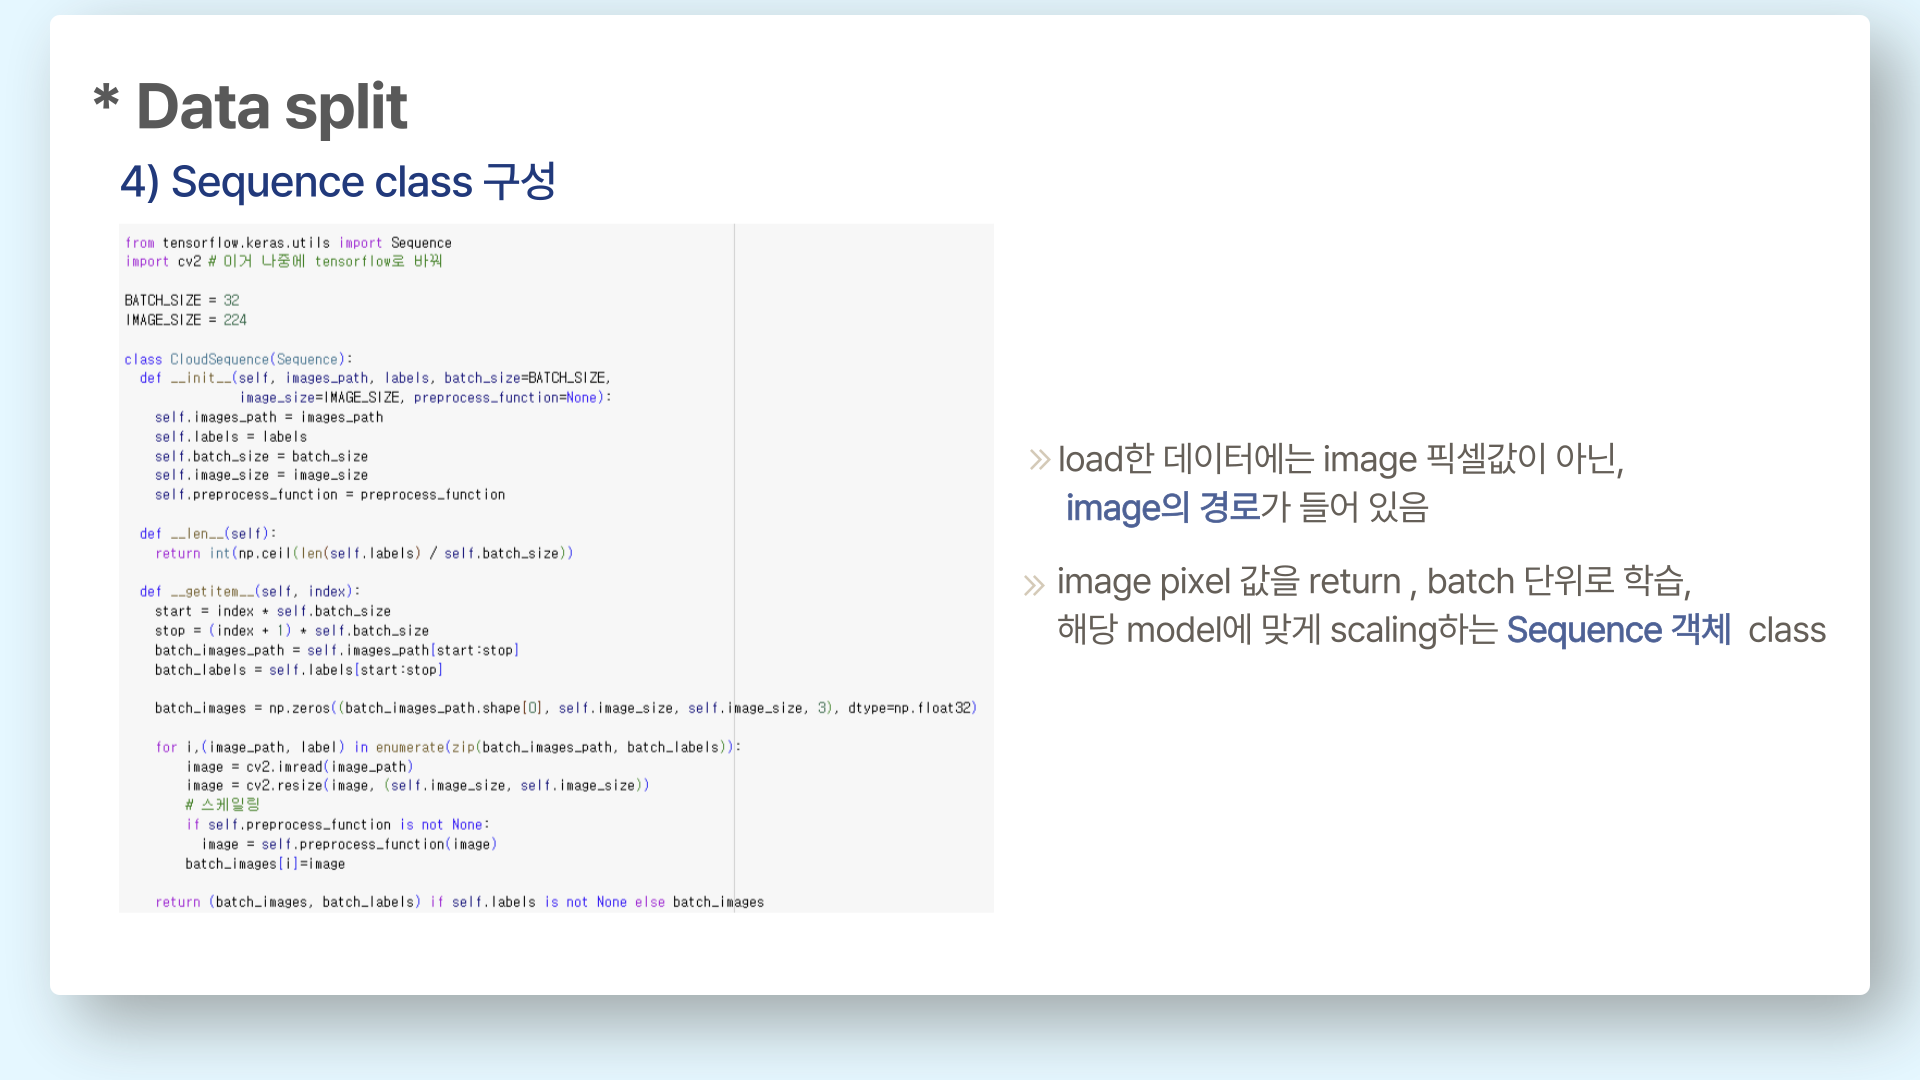 * Data split
4) Sequence class 구성
from tensorflow.keras.utils import Sequence
import cv2 # 이거 나중에 tensorflow로 바꿔
BATCH_SIZE = 32
IMAGE_SIZE = 224
class CloudSequence(Sequence):
  def __init__(self, images_path, labels, batch_size=BATCH_SIZE,
               image_size=IMAGE_SIZE, preprocess_function=None):
    self.images_path = images_path
    self.labels = labels
    self.batch_size = batch_size
    self.image_size = image_size
    self.preprocess_function = preprocess_function
  def __len__(self):
    return int(np.ceil(len(self.labels) / self.batch_size))
  def __getitem__(self, index):
    start = index * self.batch_size
    stop = (index + 1) * self.batch_size
    batch_images_path = self.images_path[start:stop]
    batch_labels = self.labels[start:stop]
    batch_images = np.zeros((batch_images_path.shape[0], self.image_size, self.image_size, 3), dtype=np.float32)
    for i,(image_path, label) in enumerate(zip(batch_images_path, batch_labels)):
        image = cv2.imread(image_path)
        image = cv2.resize(image, (self.image_size, self.image_size))
        # 스케일링
        if self.preprocess_function is not None:
          image = self.preprocess_function(image)
        batch_images[i]=image
    return (batch_images, batch_labels) if self.labels is not None else batch_images
» load한 데이터에는 image 픽셀값이 아닌,
image의 경로가 들어 있음
» image pixel 값을 return , batch 단위로 학습,
해당 model에 맞게 scaling하는 Sequence 객체 class